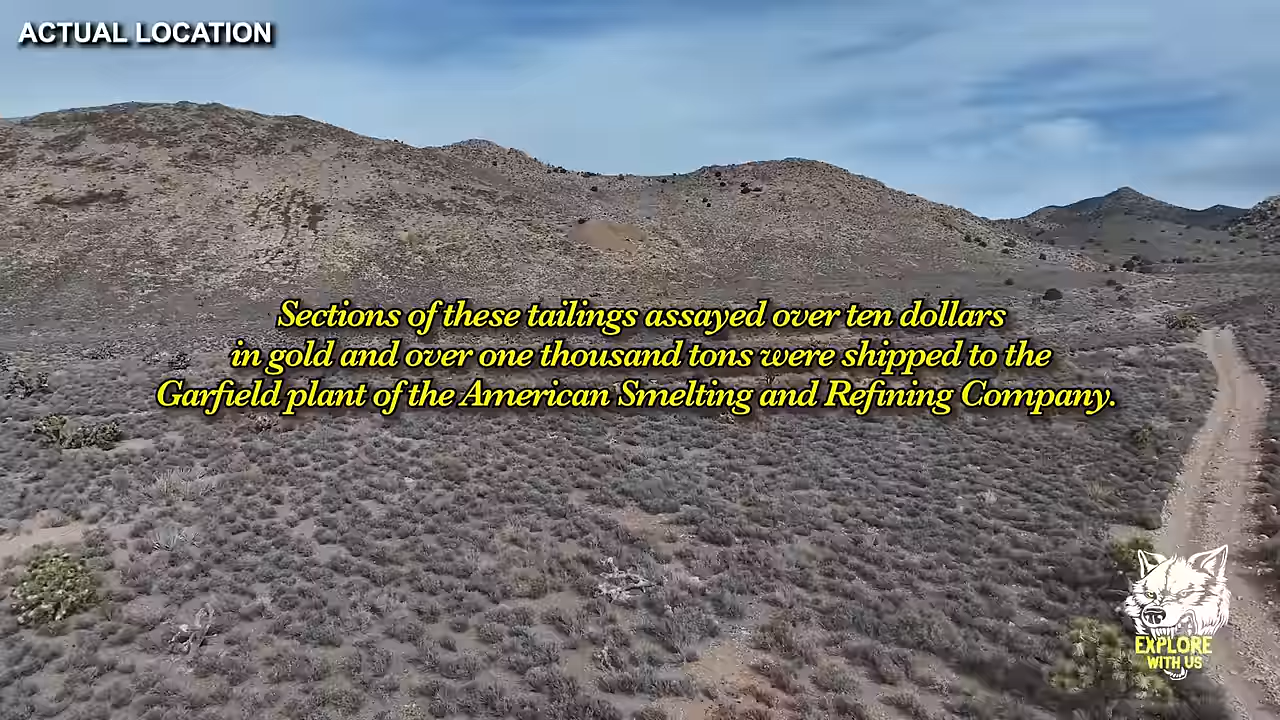 ACTUAL LOCATION
Sections of these tailings assayed over ten dollars
in gold and over one thousand tons were shipped to the
Garfield plant of the American Smelting and Refining Company.
EXPLORE
WITH US